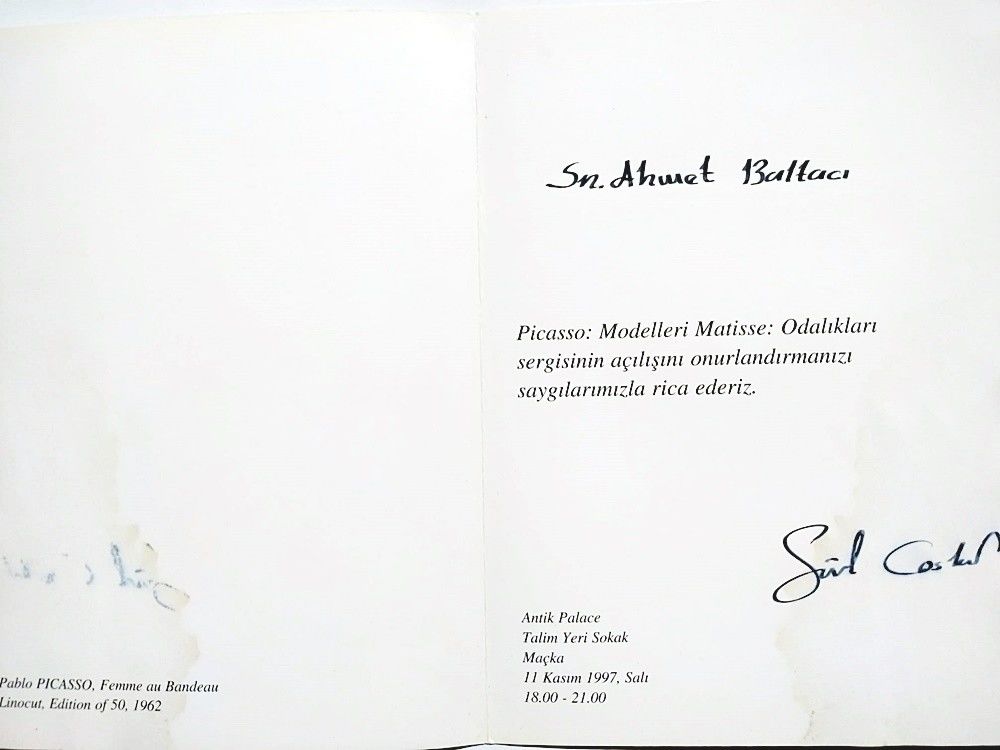 Sn. Ahmet Baltacı
Picasso: Modelleri Matisse: Odalıkları
sergisinin açılışını onurlandırmanızı
saygılarımızla rica ederiz.
Antik Palace
Talim Yeri Sokak
Maçka
11 Kasım 1997, Salı
18.00 - 21.00
Pablo PICASSO, Femme au Bandeau
Linocut, Edition of 50, 1962